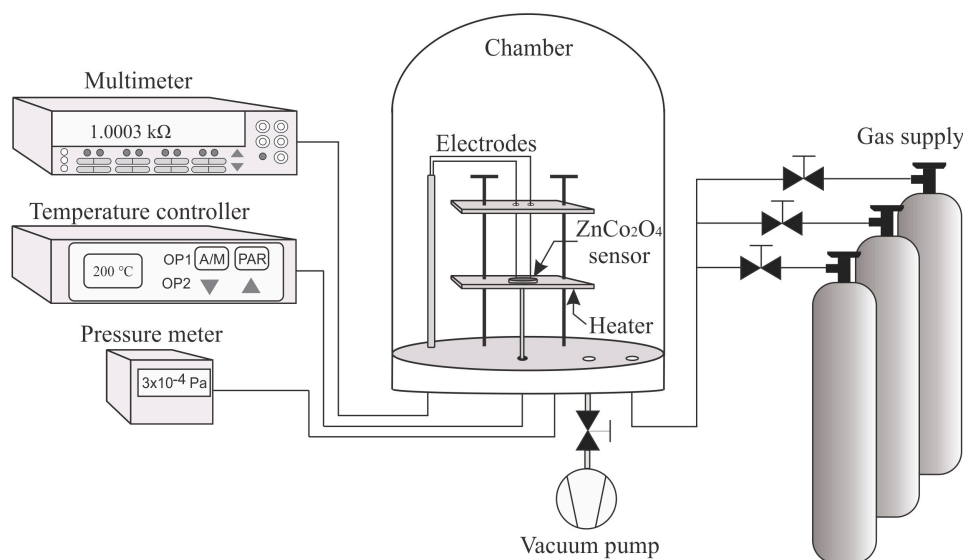 Chamber
Multimeter
1.0003 kΩ
Electrodes
Gas supply
Temperature controller
200 °C
OP1
A/M
PAR
OP2
ZnCo₂O₄
sensor
Heater
Pressure meter
3x10⁻⁴ Pa
Vacuum pump